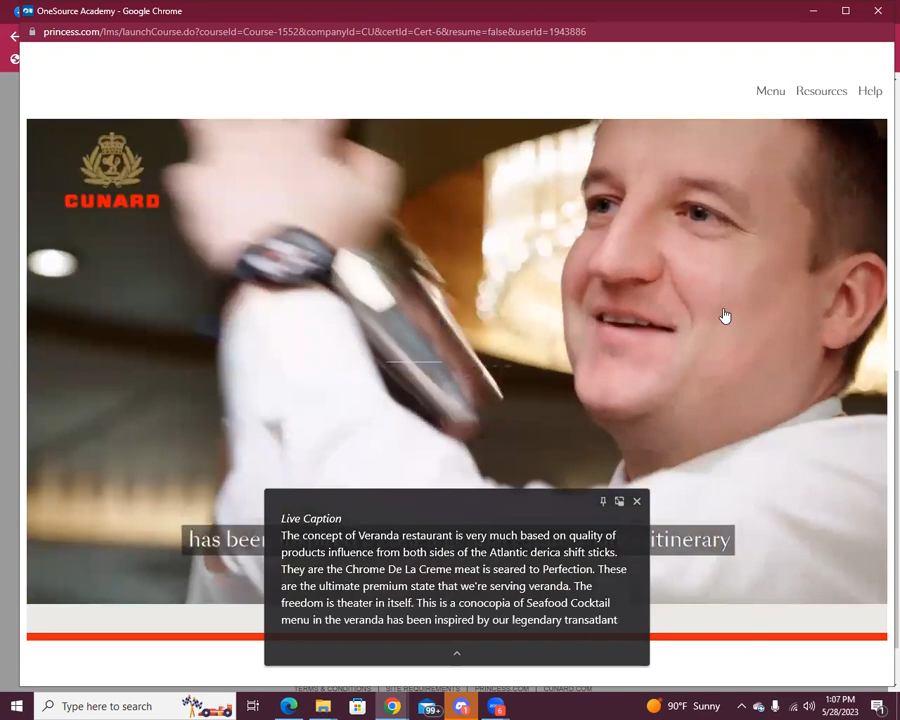 OneSource Academy - Google Chrome
princess.com/lms/launchCourse.do?courseId=Course-1552&companyId=CU&certId=Cert-6&resume=false&userId=1943886
Menu Resources Help
CUNARD
has been
itinerary
Live Caption
The concept of Veranda restaurant is very much based on quality of
products influence from both sides of the Atlantic derica shift sticks.
They are the Chrome De La Creme meat is seared to Perfection. These
are the ultimate premium state that we're serving veranda. The
freedom is theater in itself. This is a conocopia of Seafood Cocktail
menu in the veranda has been inspired by our legendary transatlant
TERMS & CONDITIONS | SITE REQUIREMENTS | PRINCESS.COM | CUNARD.COM
Type here to search
99+
1
6
90°F Sunny
1:07 PM
5/28/2023
1